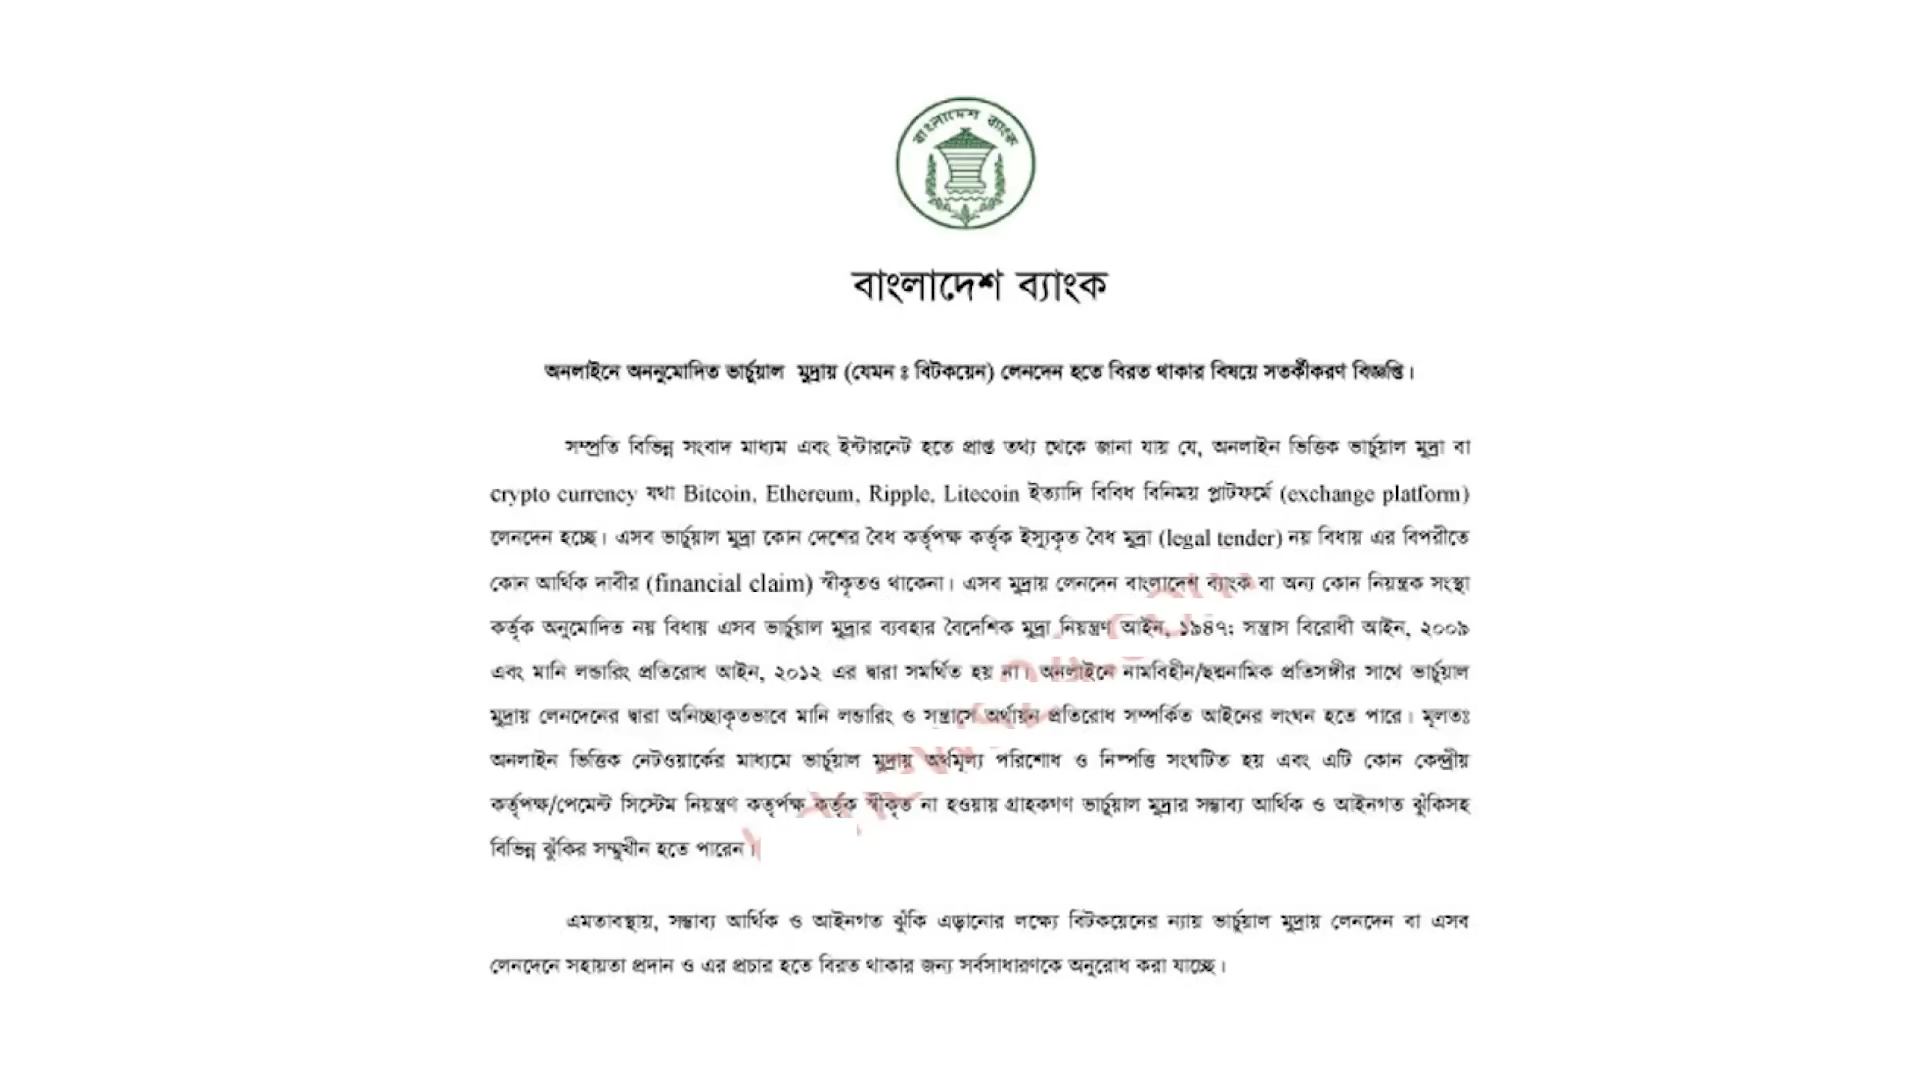 বাংলাদেশ ব্যাংক
বাংলাদেশ ব্যাংক
অনলাইনে অননুমোদিত ভার্চুয়াল মুদ্রায় (যেমন ঃ বিটকয়েন) লেনদেন হতে বিরত থাকার বিষয়ে সতর্কীকরণ বিজ্ঞপ্তি।
সম্প্রতি বিভিন্ন সংবাদ মাধ্যম এবং ইন্টারনেট হতে প্রাপ্ত তথ্য থেকে জানা যায় যে, অনলাইন ভিত্তিক ভার্চুয়াল মুদ্রা বা
crypto currency যথা Bitcoin, Ethereum, Ripple, Litecoin ইত্যাদি বিবিধ বিনিময় প্লাটফর্মে (exchange platform)
লেনদেন হচ্ছে। এসব ভার্চুয়াল মুদ্রা কোন দেশের বৈধ কর্তৃপক্ষ কর্তৃক ইস্যুকৃত বৈধ মুদ্রা (legal tender) নয় বিধায় এর বিপরীতে
কোন আর্থিক দাবীর (financial claim) স্বীকৃতও থাকেনা। এসব মুদ্রায় লেনদেন বাংলাদেশ ব্যাংক বা অন্য কোন নিয়ন্ত্রক সংস্থা
কর্তৃক অনুমোদিত নয় বিধায় এসব ভার্চুয়াল মুদ্রার ব্যবহার বৈদেশিক মুদ্রা নিয়ন্ত্রণ আইন, ১৯৪৭; সন্ত্রাস বিরোধী আইন, ২০০৯
এবং মানি লন্ডারিং প্রতিরোধ আইন, ২০১২ এর দ্বারা সমর্থিত হয় না। অনলাইনে নামবিহীন/ছদ্মনামিক প্রতিসঙ্গীর সাথে ভার্চুয়াল
মুদ্রায় লেনদেনের দ্বারা অনিচ্ছাকৃতভাবে মানি লন্ডারিং ও সন্ত্রাসে অর্থায়ন প্রতিরোধ সম্পর্কিত আইনের লংঘন হতে পারে। মূলতঃ
অনলাইন ভিত্তিক নেটওয়ার্কের মাধ্যমে ভার্চুয়াল মুদ্রায় অর্থমূল্য পরিশোধ ও নিষ্পত্তি সংঘটিত হয় এবং এটি কোন কেন্দ্রীয়
কর্তৃপক্ষ/পেমেন্ট সিস্টেম নিয়ন্ত্রণ কতৃর্পক্ষ কর্তৃক স্বীকৃত না হওয়ায় গ্রাহকগণ ভার্চুয়াল মুদ্রার সম্ভাব্য আর্থিক ও আইনগত ঝুঁকিসহ
বিভিন্ন ঝুঁকির সম্মুখীন হতে পারেন।
এমতাবস্থায়, সম্ভাব্য আর্থিক ও আইনগত ঝুঁকি এড়ানোর লক্ষ্যে বিটকয়েনের ন্যায় ভার্চুয়াল মুদ্রায় লেনদেন বা এসব
লেনদেনে সহায়তা প্রদান ও এর প্রচার হতে বিরত থাকার জন্য সর্বসাধারণকে অনুরোধ করা যাচ্ছে।